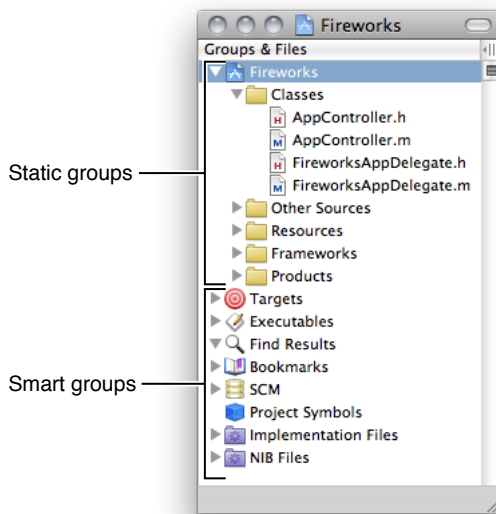 Fireworks
Groups & Files
Fireworks
Classes
AppController.h
AppController.m
FireworksAppDelegate.h
FireworksAppDelegate.m
Static groups
Other Sources
Resources
Frameworks
Products
Targets
Executables
Find Results
Bookmarks
Smart groups
SCM
Project Symbols
Implementation Files
NIB Files